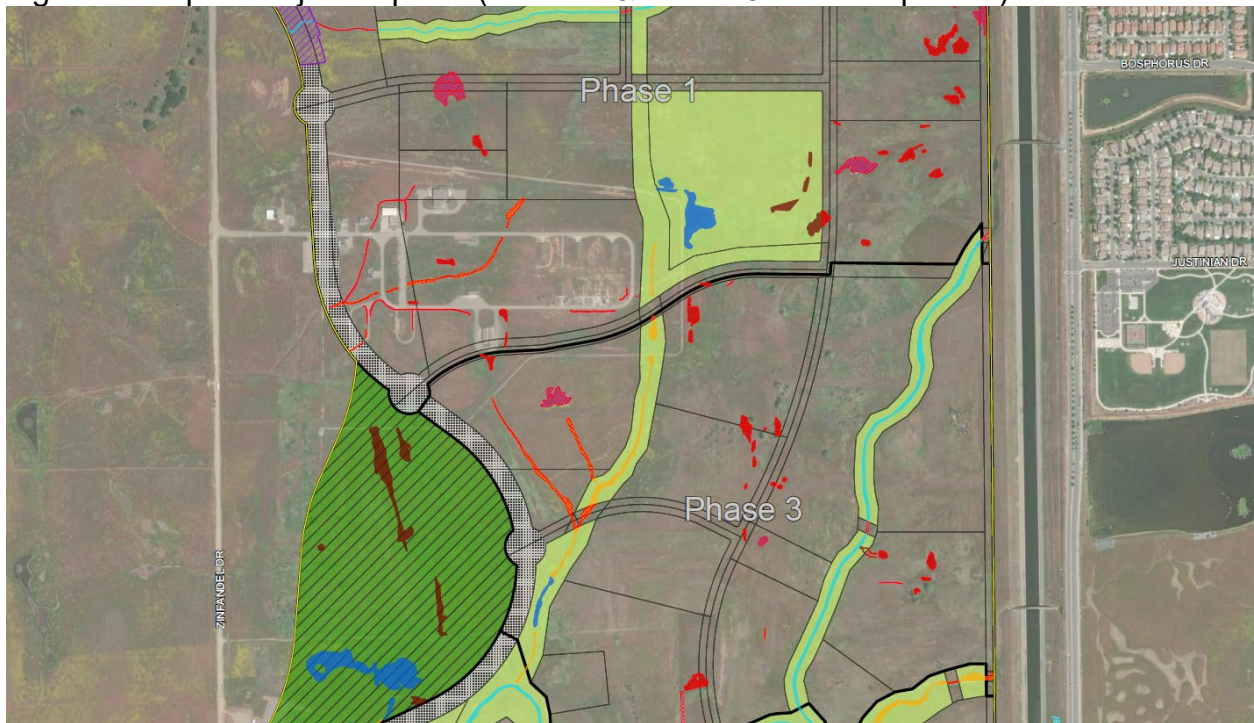 Phase 1
BOSPHORUS DR
JUSTINIAN DR
Phase 3
ZINFANDEL DR